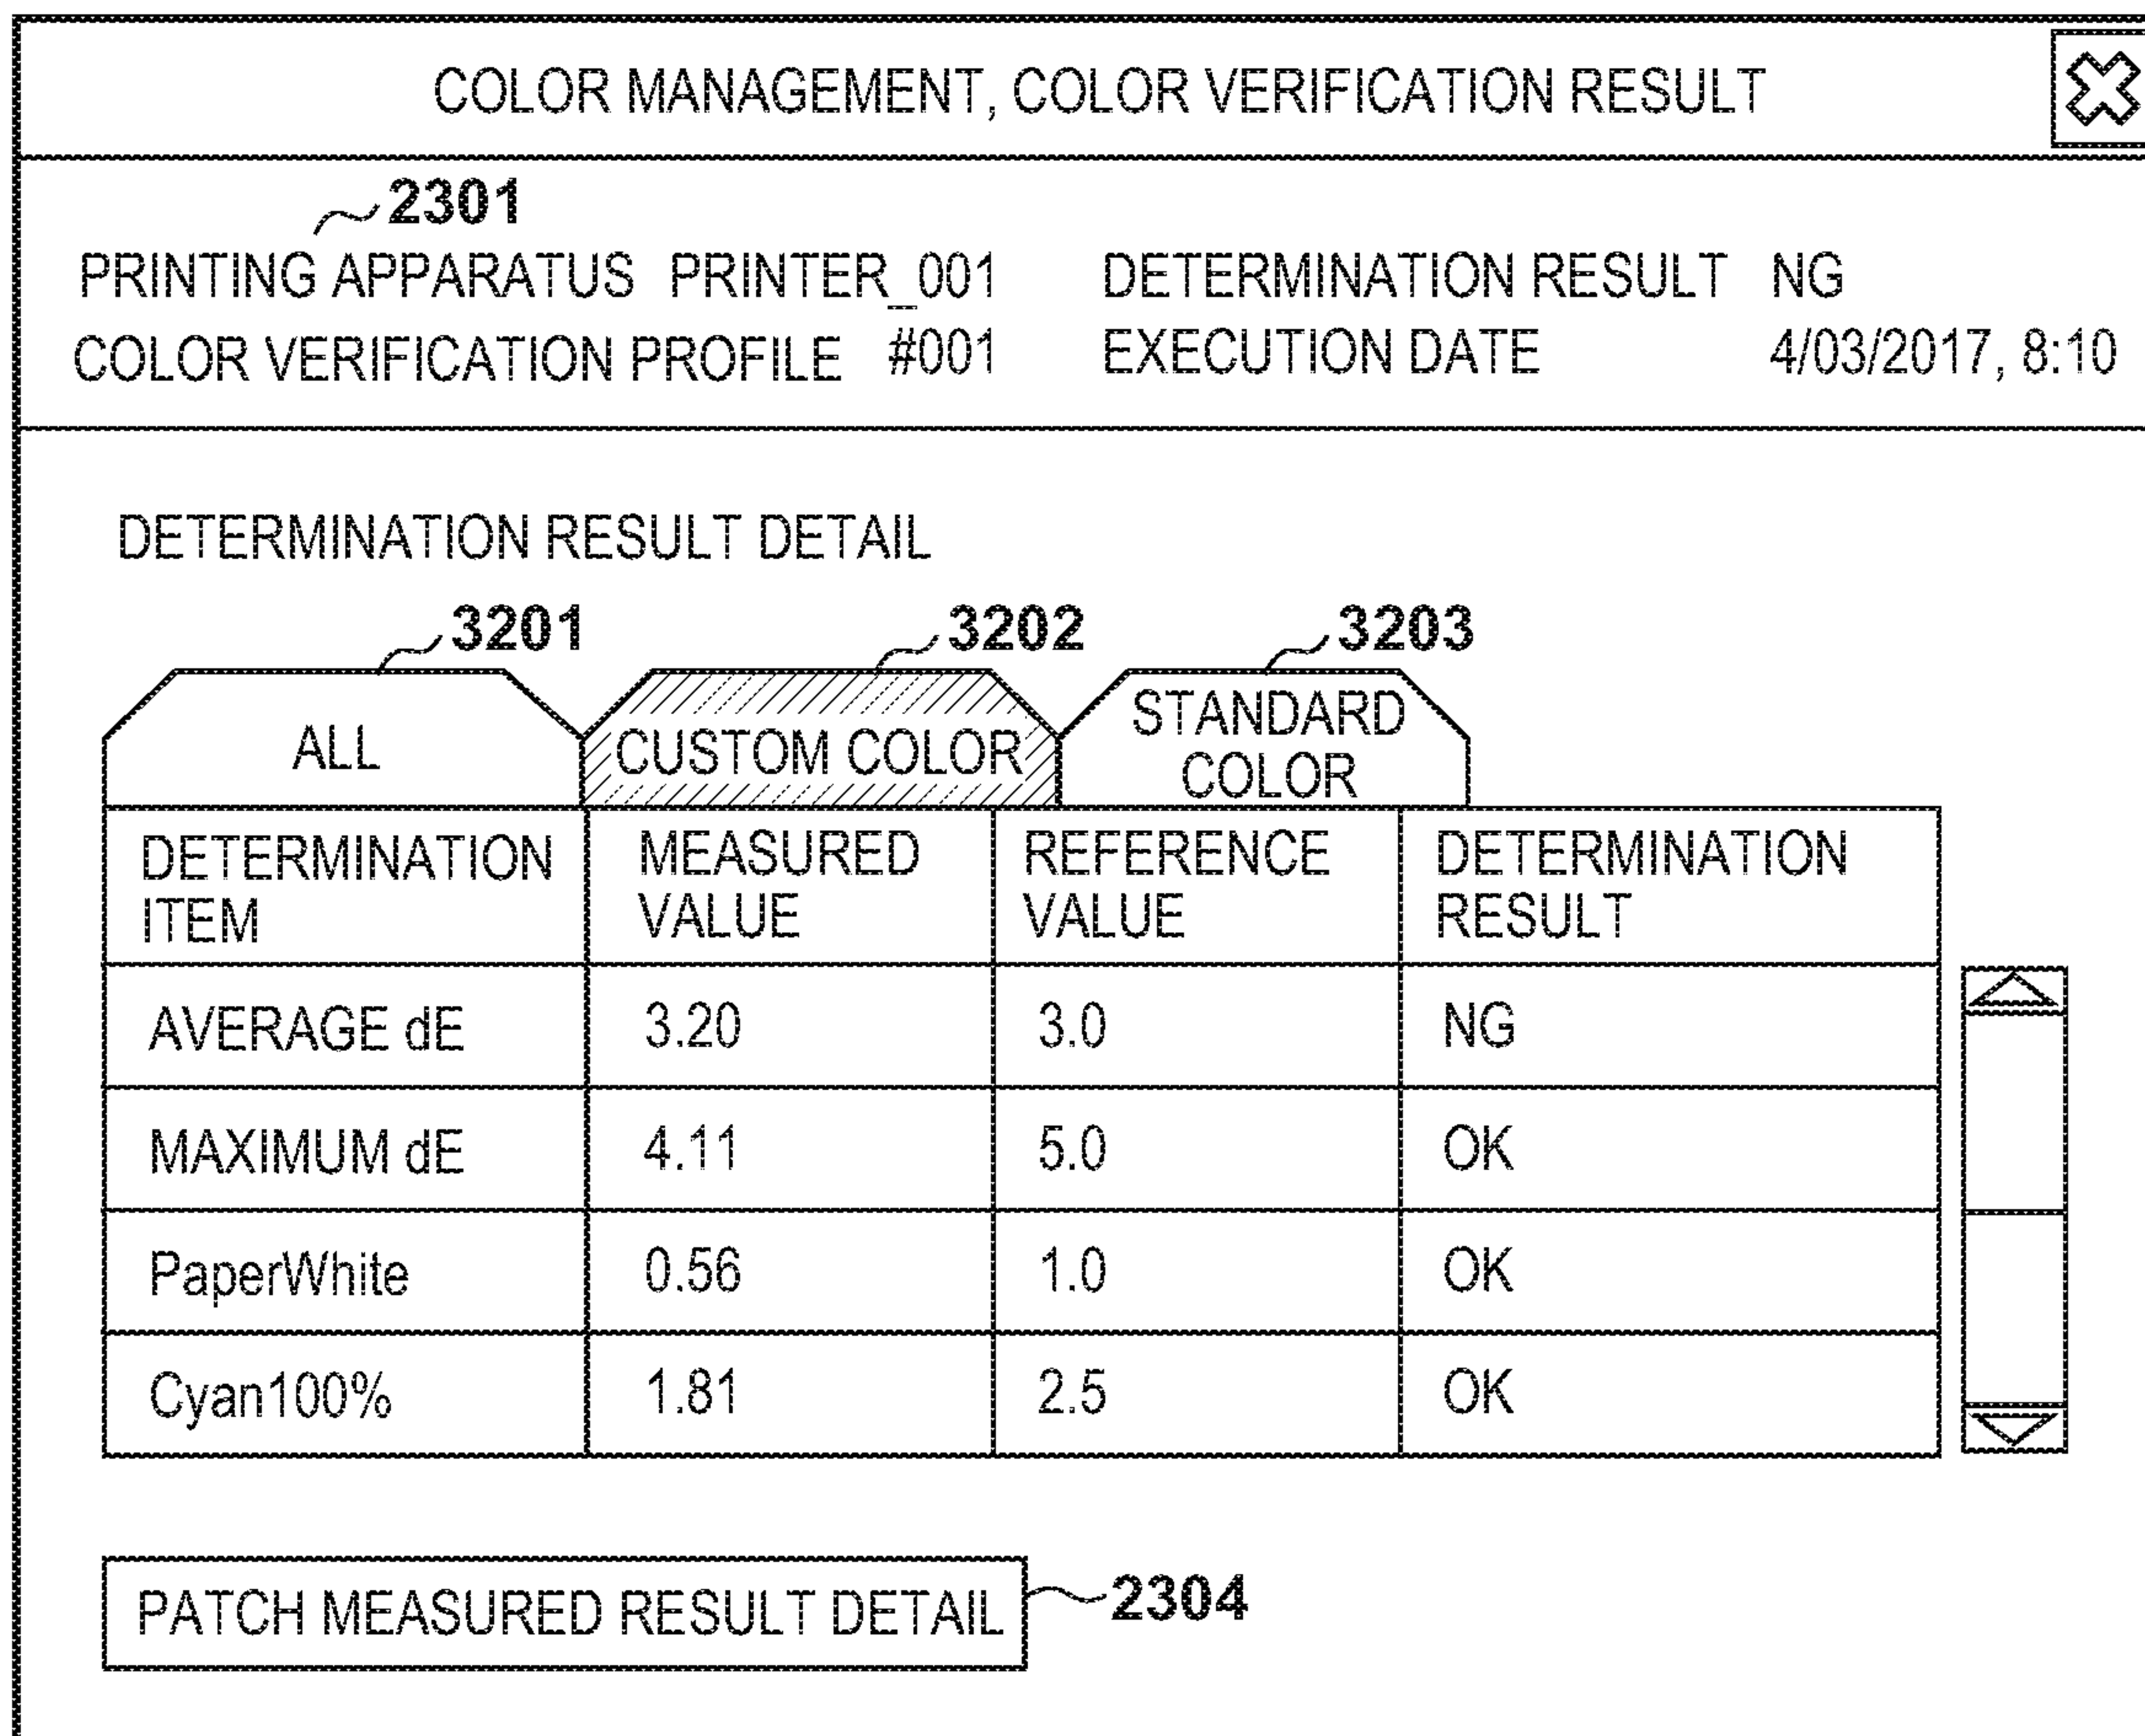 COLOR MANAGEMENT, COLOR VERIFICATION RESULT
2301
PRINTING APPARATUS PRINTER_001 DETERMINATION RESULT NG
COLOR VERIFICATION PROFILE #001 EXECUTION DATE 4/03/2017, 8:10
DETERMINATION RESULT DETAIL
3201 3202 3203
ALL CUSTOM COLOR STANDARD
COLOR
DETERMINATION MEASURED REFERENCE DETERMINATION
ITEM VALUE VALUE RESULT
AVERAGE dE 3.20 3.0 NG
MAXIMUM dE 4.11 5.0 OK
PaperWhite 0.56 1.0 OK
Cyan100% 1.81 2.5 OK
PATCH MEASURED RESULT DETAIL 2304